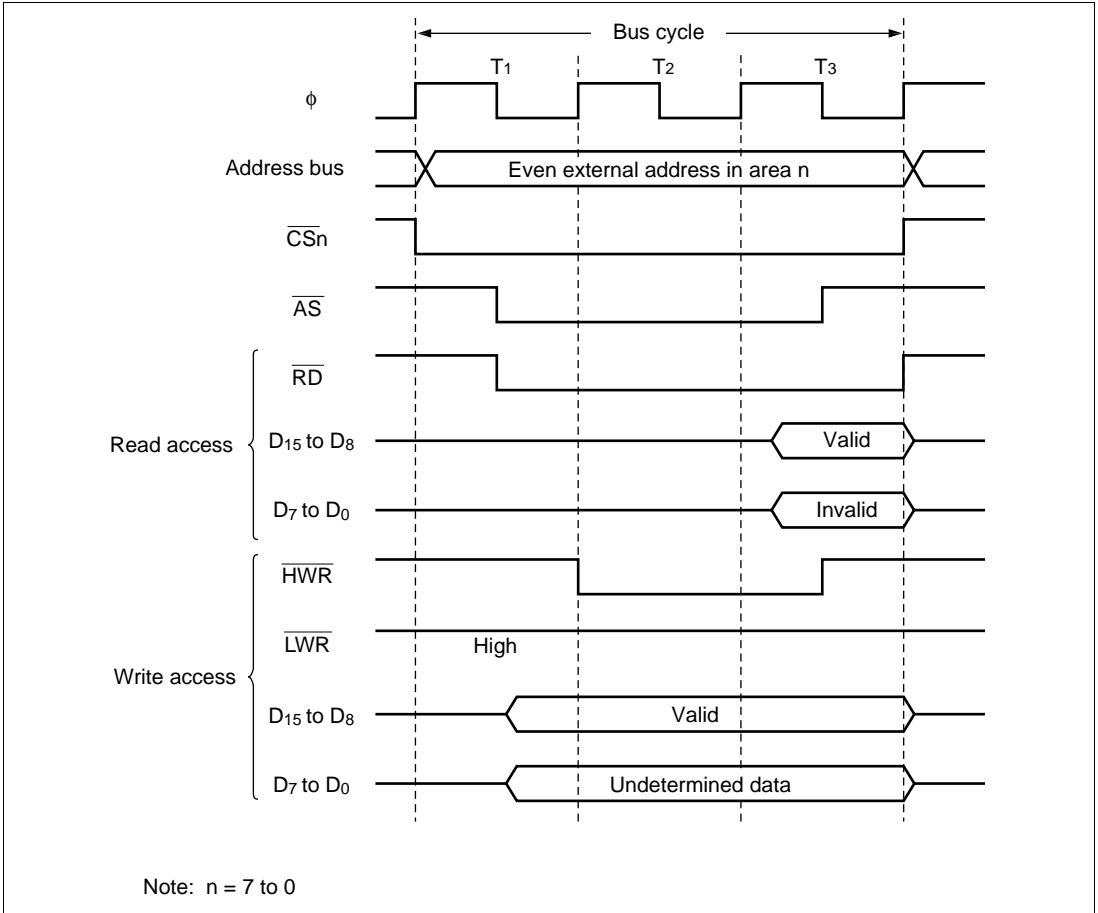 Bus cycle
T1 T2 T3
φ
Address bus Even external address in area n
CSn
AS
RD
Read access D15 to D8 Valid
D7 to D0 Invalid
HWR
LWR High
Write access
D15 to D8 Valid
D7 to D0 Undetermined data
Note: n = 7 to 0